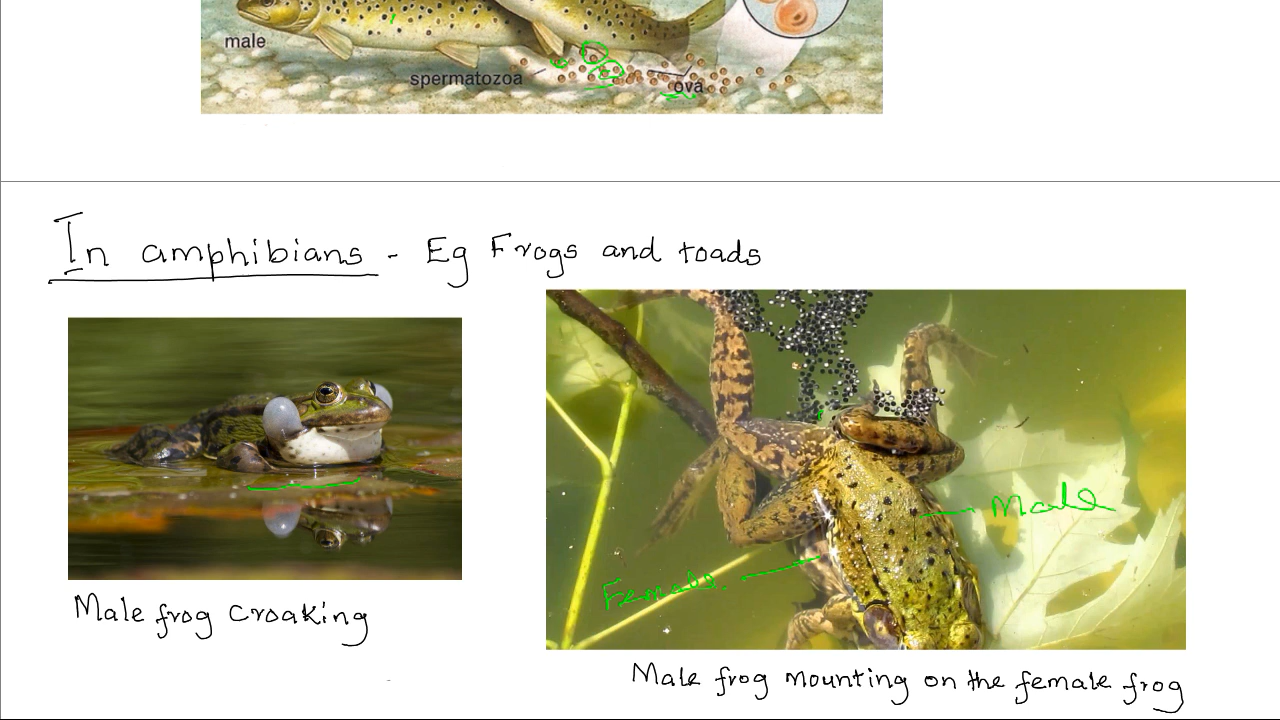 male
spermatozoa
ova
In amphibians - Eg Frogs and toads
Male
Female.
Male frog croaking
Male frog mounting on the female frog